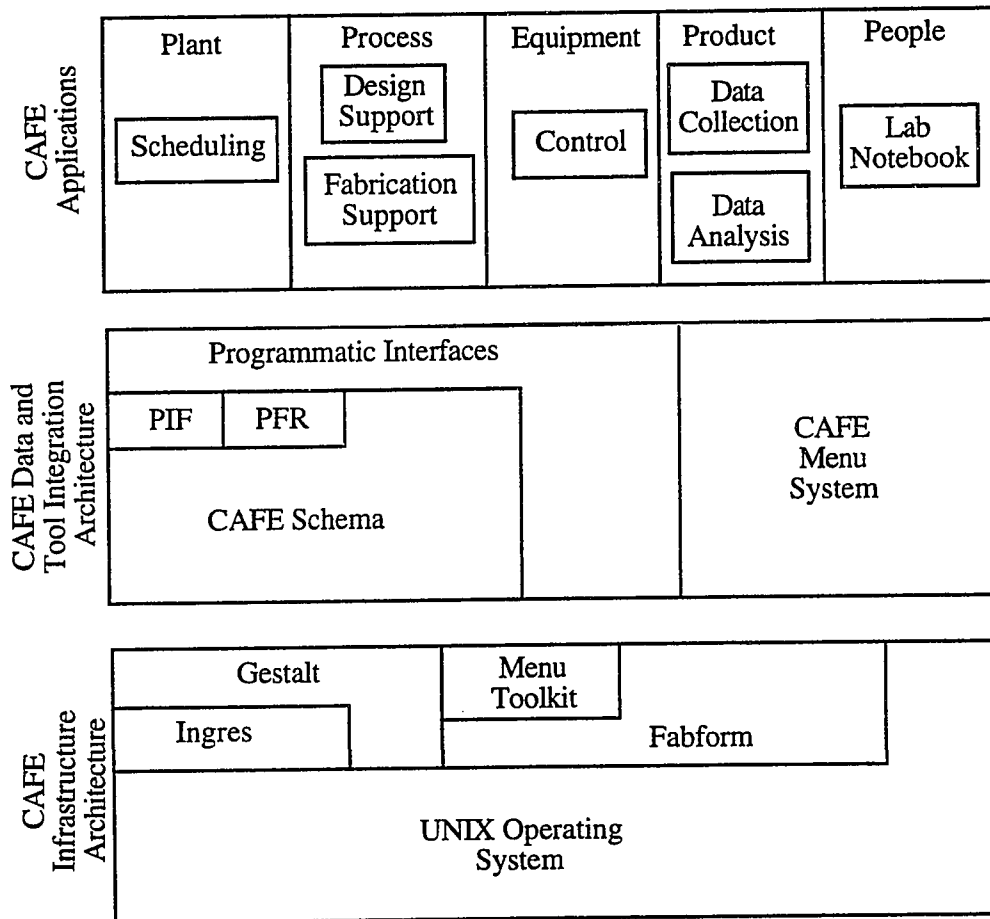 CAFE
Applications
Plant
Scheduling
Process
Design
Support
Fabrication
Support
Equipment
Control
Product
Data
Collection
Data
Analysis
People
Lab
Notebook
CAFE Data and
Tool Integration
Architecture
Programmatic Interfaces
PIF
PFR
CAFE Schema
CAFE
Menu
System
CAFE
Infrastructure
Architecture
Gestalt
Ingres
Menu
Toolkit
Fabform
UNIX Operating
System